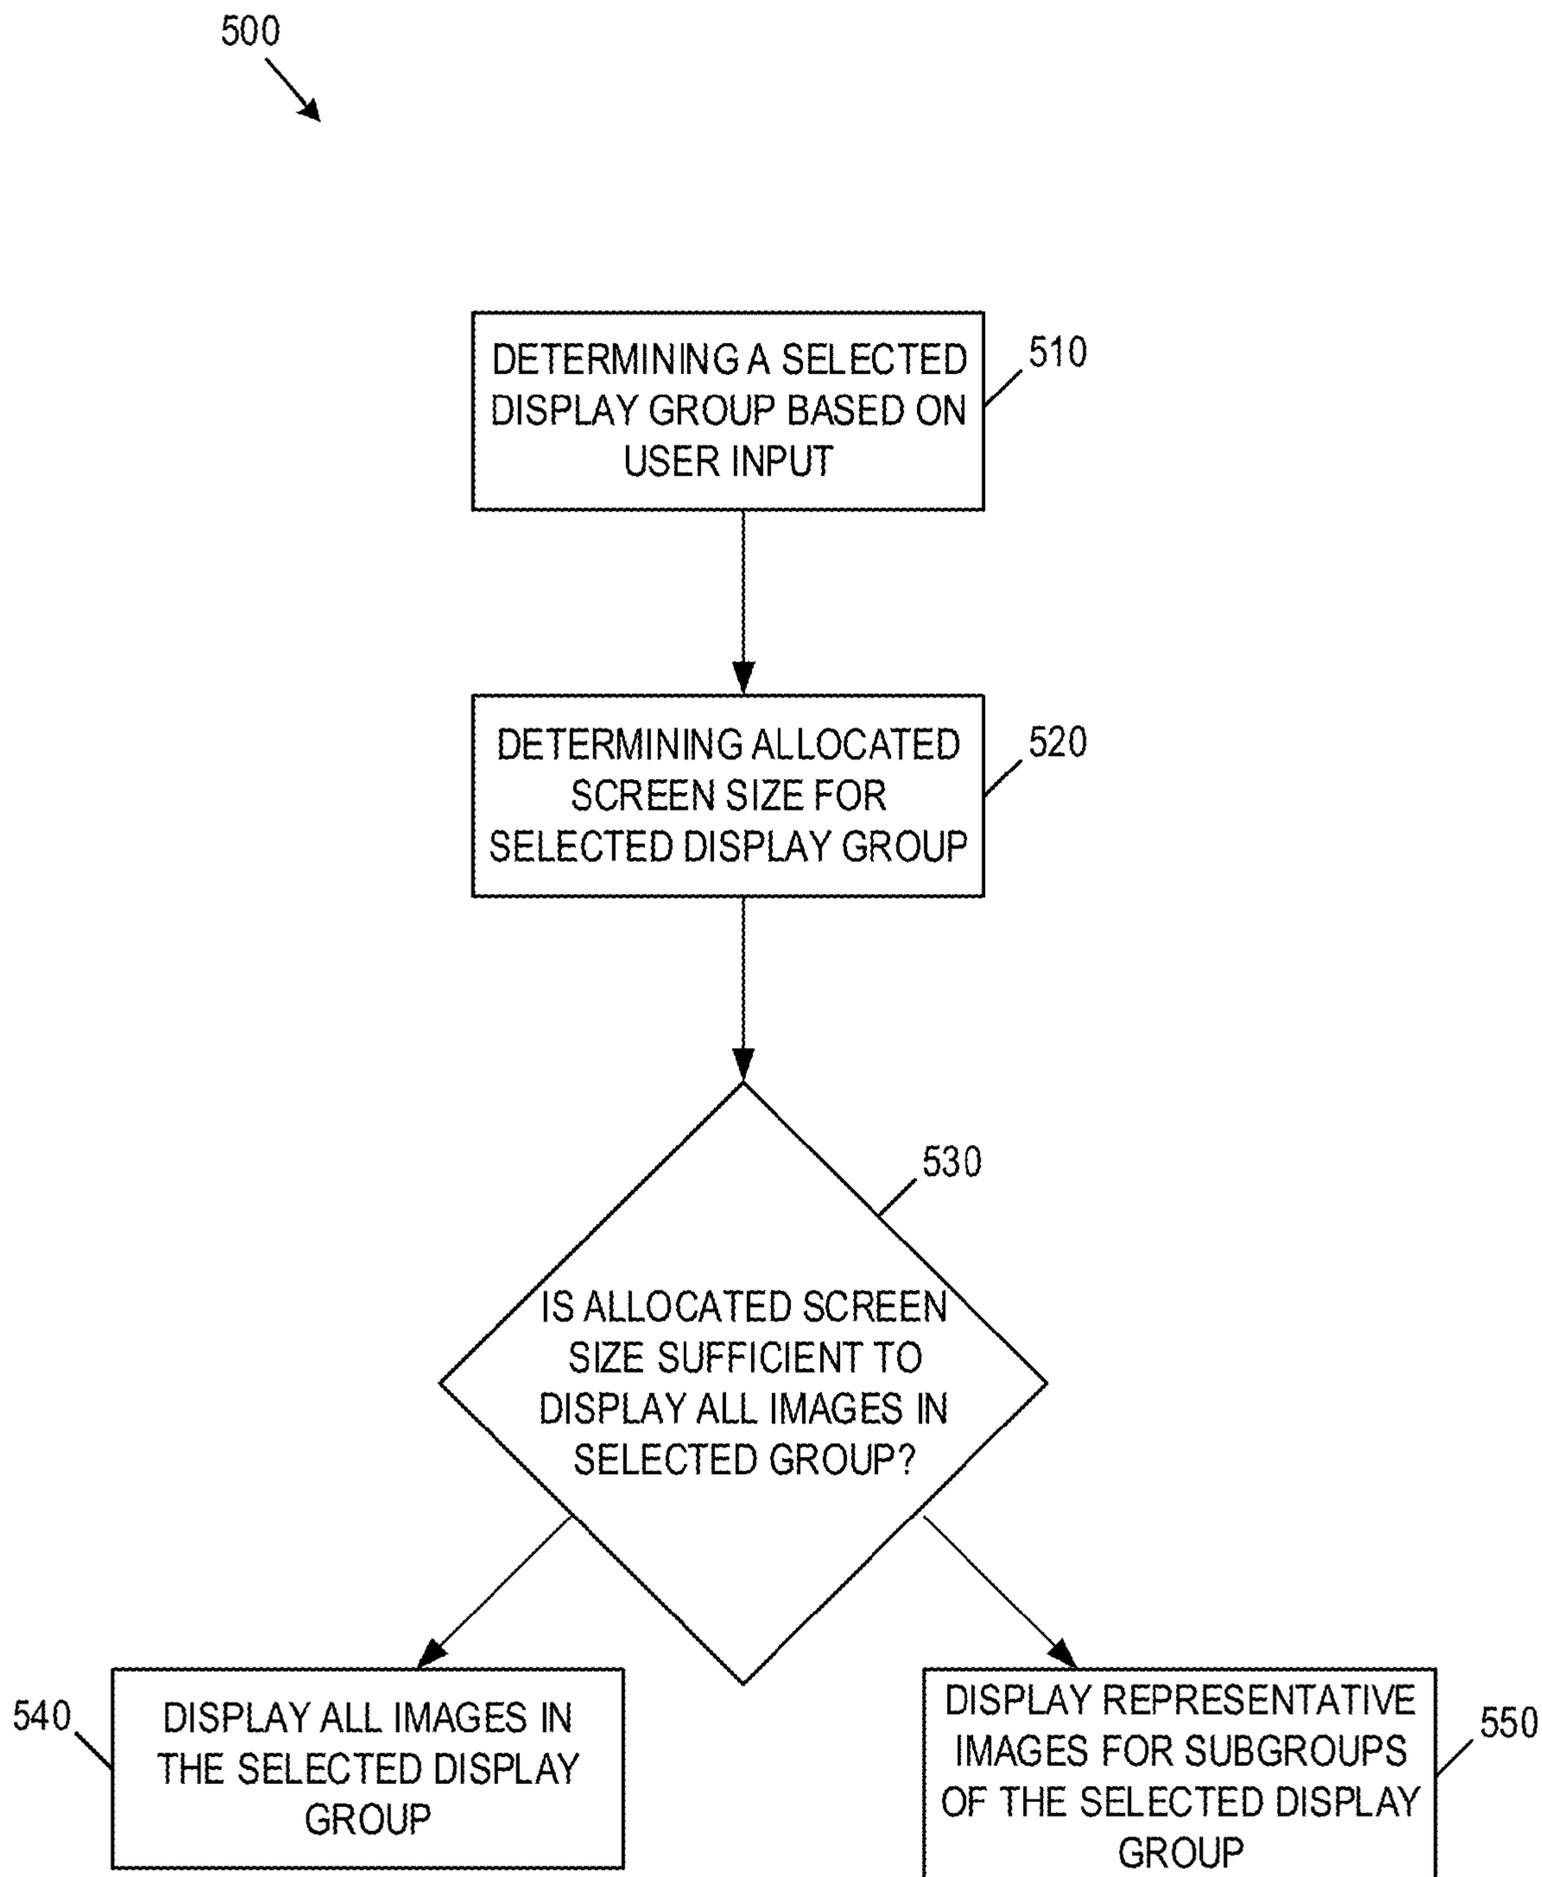 500
DETERMINING A SELECTED
DISPLAY GROUP BASED ON
USER INPUT
510
DETERMINING ALLOCATED
SCREEN SIZE FOR
SELECTED DISPLAY GROUP
520
530
IS ALLOCATED SCREEN
SIZE SUFFICIENT TO
DISPLAY ALL IMAGES IN
SELECTED GROUP?
540
DISPLAY ALL IMAGES IN
THE SELECTED DISPLAY
GROUP
DISPLAY REPRESENTATIVE
IMAGES FOR SUBGROUPS
OF THE SELECTED DISPLAY
GROUP
550